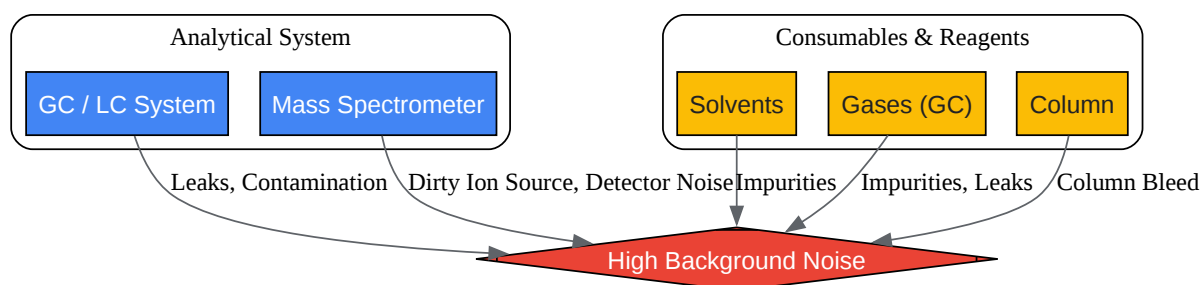 Analytical System
Consumables & Reagents
GC / LC System
Mass Spectrometer
Solvents
Gases (GC)
Column
Leaks, Contamination
Dirty Ion Source, Detector Noise
Impurities
Impurities, Leaks
Column Bleed
High Background Noise